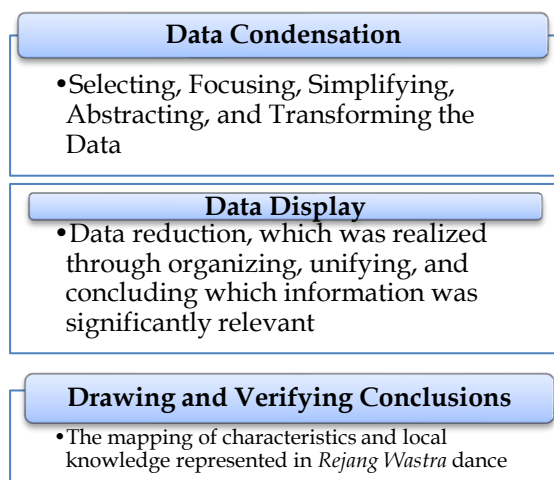 Data Condensation
•Selecting, Focusing, Simplifying,
Abstracting, and Transforming the
Data
Data Display
•Data reduction, which was realized
through organizing, unifying, and
concluding which information was
significantly relevant
Drawing and Verifying Conclusions
•The mapping of characteristics and local
knowledge represented in Rejang Wastra dance